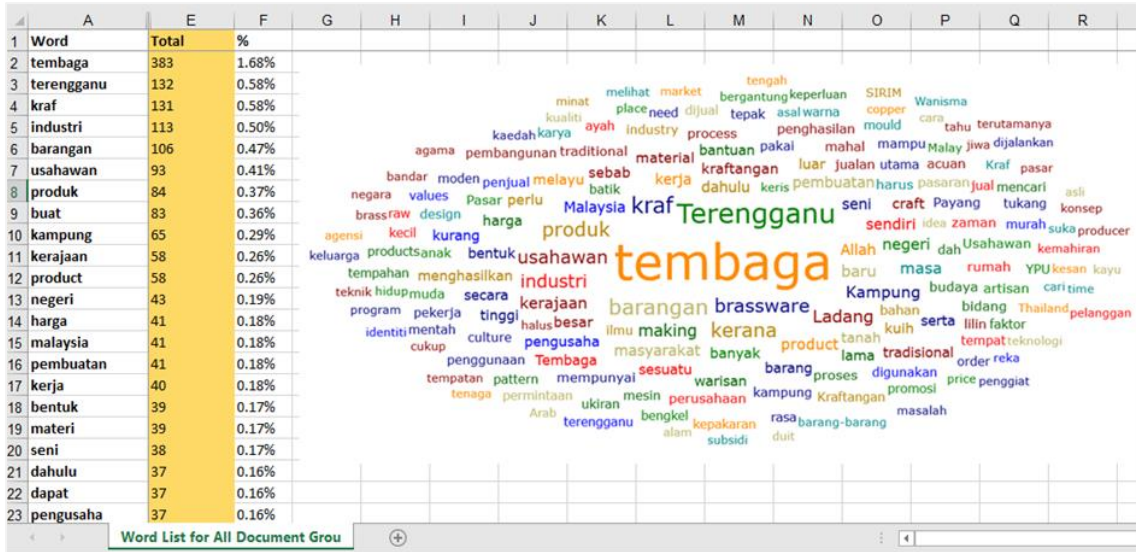 A E F G H I J K L M N O P Q R
1 Word Total %
2 tembaga 383 1.68%
3 terengganu 132 0.58%
4 kraf 131 0.58%
5 industri 113 0.50%
6 barangan 106 0.47%
7 usahawan 93 0.41%
8 produk 84 0.37%
9 buat 83 0.36%
10 kampung 65 0.29%
11 kerajaan 58 0.26%
12 product 58 0.26%
13 negeri 43 0.19%
14 harga 41 0.18%
15 malaysia 41 0.18%
16 pembuatan 41 0.18%
17 kerja 40 0.18%
18 bentuk 39 0.17%
19 materi 39 0.17%
20 seni 38 0.17%
21 dahulu 37 0.16%
22 dapat 37 0.16%
23 pengusaha 37 0.16%
tengah
melihat market bergantung keperluan SIRIM
minat place need dijual tepak asal warna copper Wanisma
kualiti ayah industry process penghasilan mould cara tahu terutamanya
kaedah karya
agama pembangunan traditional material bantuan pakai mahal mampu Malay jiwa dijalankan
bandar moden penjual melayu sebab kerja kraftangan luar jualan utama acuan Kraf pasar
negara values Pasar perlu batik dahulu keris pembuatan harus pasaran jual mencari asli
brass raw design harga Malaysia kraf Terengganu seni craft Payang tukang konsep
agensi kecil kurang produk sendiri idea zaman murah suka producer
keluarga products anak bentuk usahawan tembaga Allah negeri dah Usahawan kemahiran
tempahan menghasilkan industri baru masa rumah YPU kesan kayu
teknik hidup muda secara kerajaan barangan brassware Kampung budaya artisan cari time
program pekerja tinggi halus besar Ladang bahan bidang Thailand pelanggan
identiti mentah culture pengusaha ilmu making kerana kuih serta lilin faktor
cukup masyarakat product tanah tempat teknologi
penggunaan Tembaga sesuatu banyak barang lama tradisional order reka
tempatan pattern mempunyai warisan proses digunakan price penggiat
tenaga permintaan ukiran mesin perusahaan kampung Kraftangan promosi
Arab terengganu bengkel kepakaran rasa barang-barang masalah
alam subsidi duit
Word List for All Document Grou